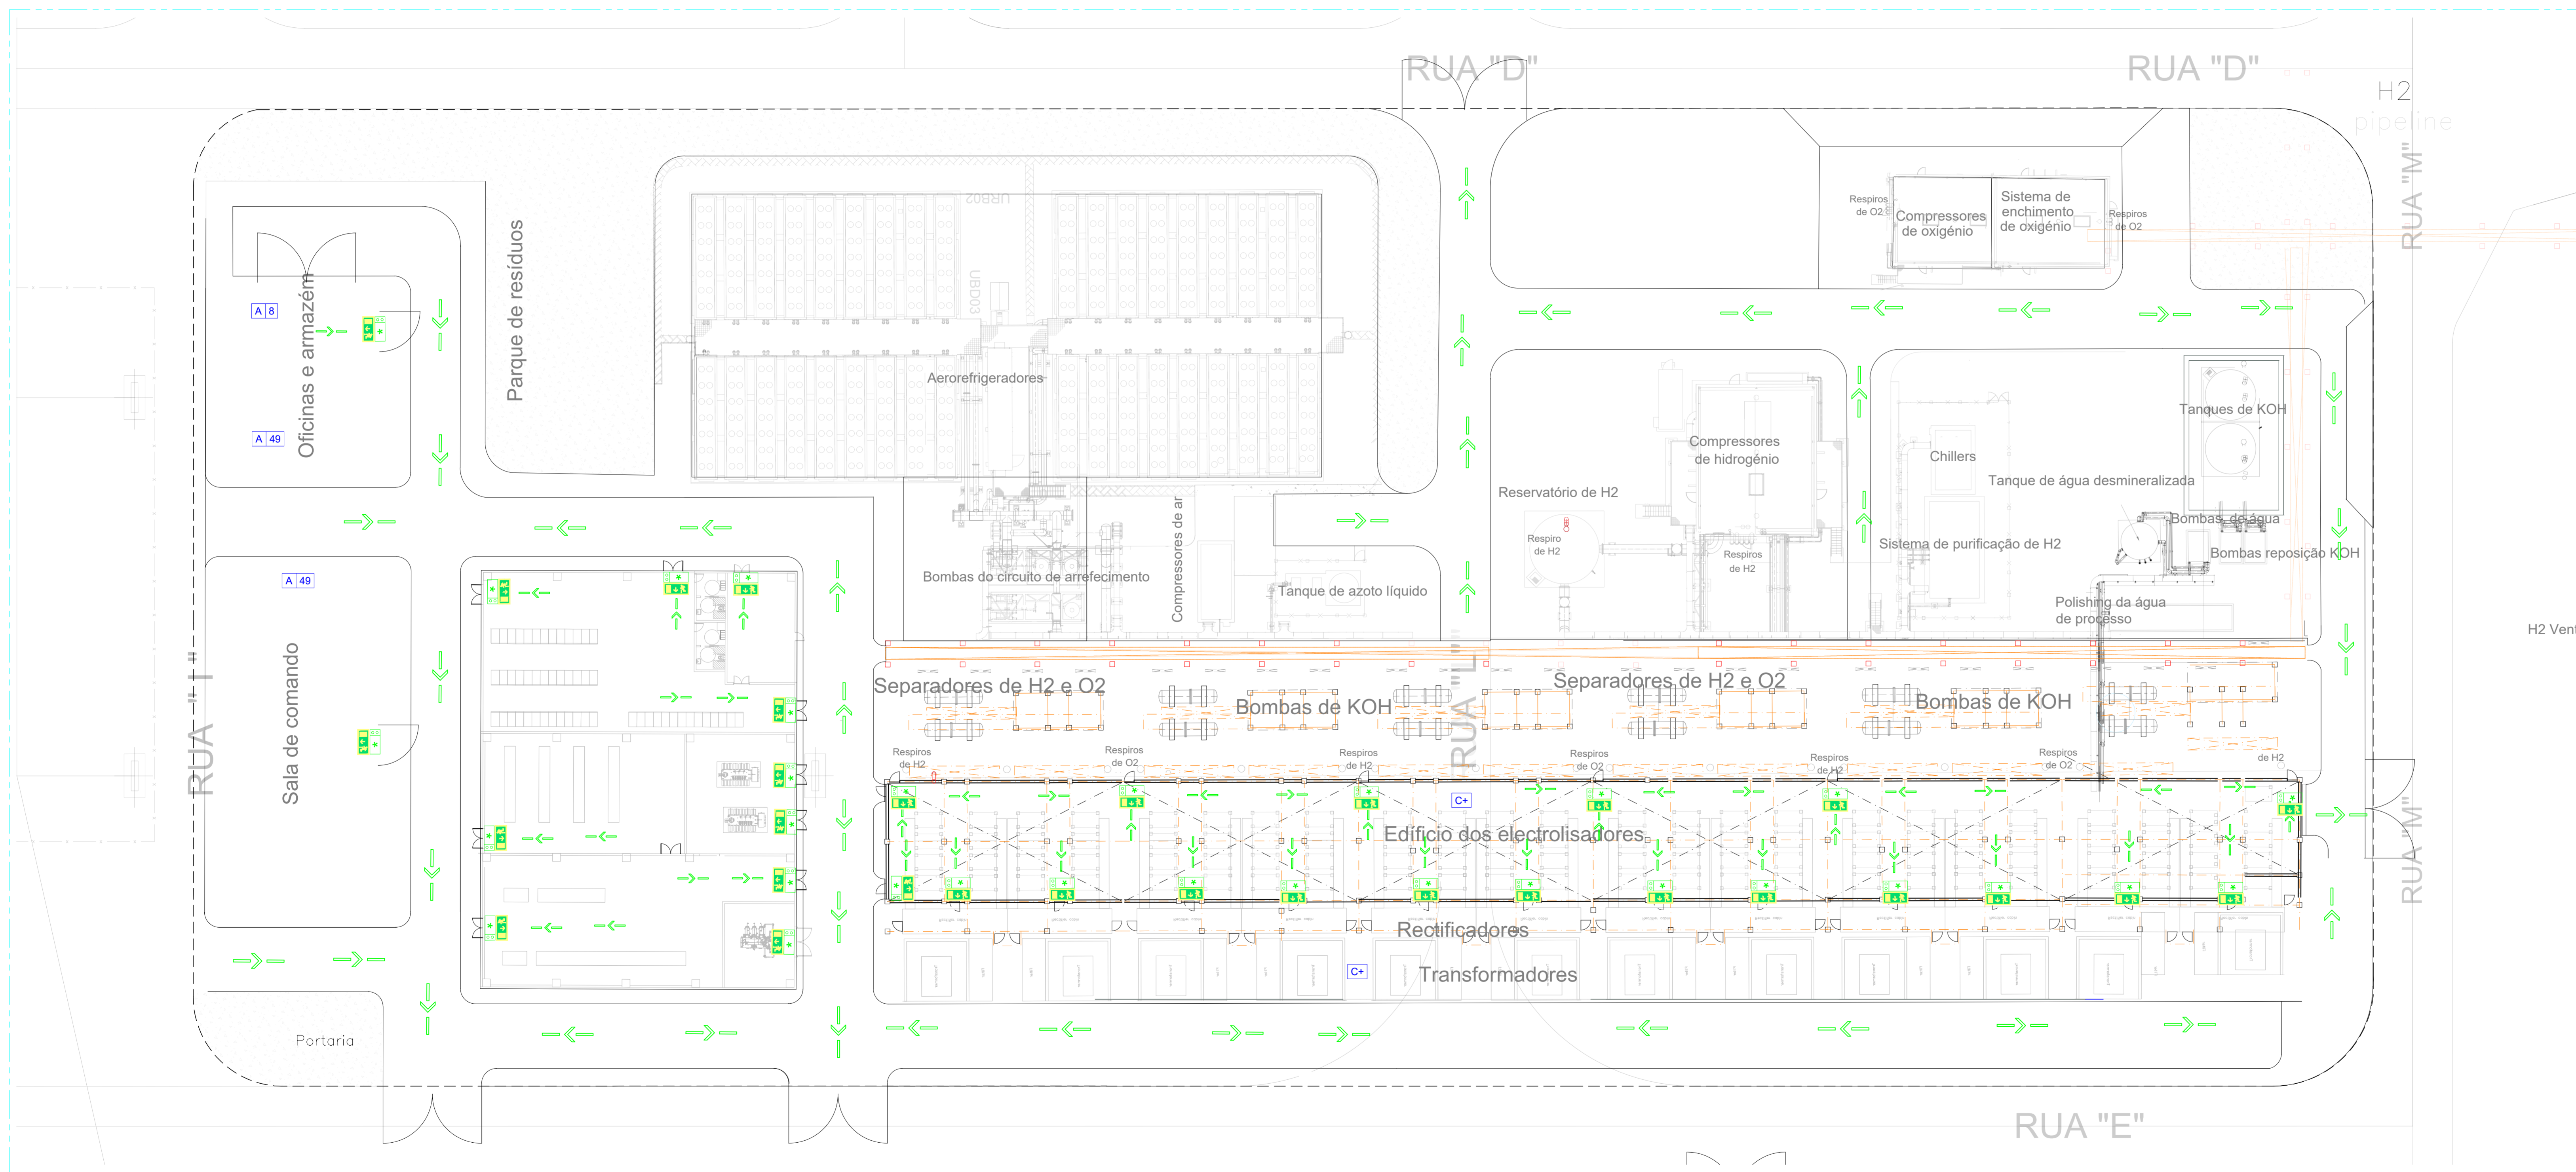 RUA "D"
RUA "D"
H2
pipeline
RUA "M"
URB02
Respiros
de O2
Compressores
de oxigénio
Sistema de
enchimento
de oxigénio
Respiros
de O2
Parque de resíduos
UBD03
A 8
Oficinas e armazém
A 49
Aerorefrigeradores
Compressores
de hidrogénio
Chillers
Tanques de KOH
Tanque de água desmineralizada
Reservatório de H2
Respiro
de H2
Respiros
de H2
Sistema de purificação de H2
Bombas de água
Bombas reposição KOH
Compressores de ar
Bombas do circuito de arrefecimento
Tanque de azoto líquido
Polishing da água
de processo
A 49
H2 Vent
RUA "I"
Sala de comando
RUA "L"
Separadores de H2 e O2
Bombas de KOH
Separadores de H2 e O2
Bombas de KOH
Respiros
de H2
Respiros
de O2
Respiros
de H2
Respiros
de O2
Respiros
de H2
Respiros
de O2
de H2
C+
Edifício dos electrolisadores
RUA "M"
Rectificadores
C+
Transformadores
Portaria
RUA "E"